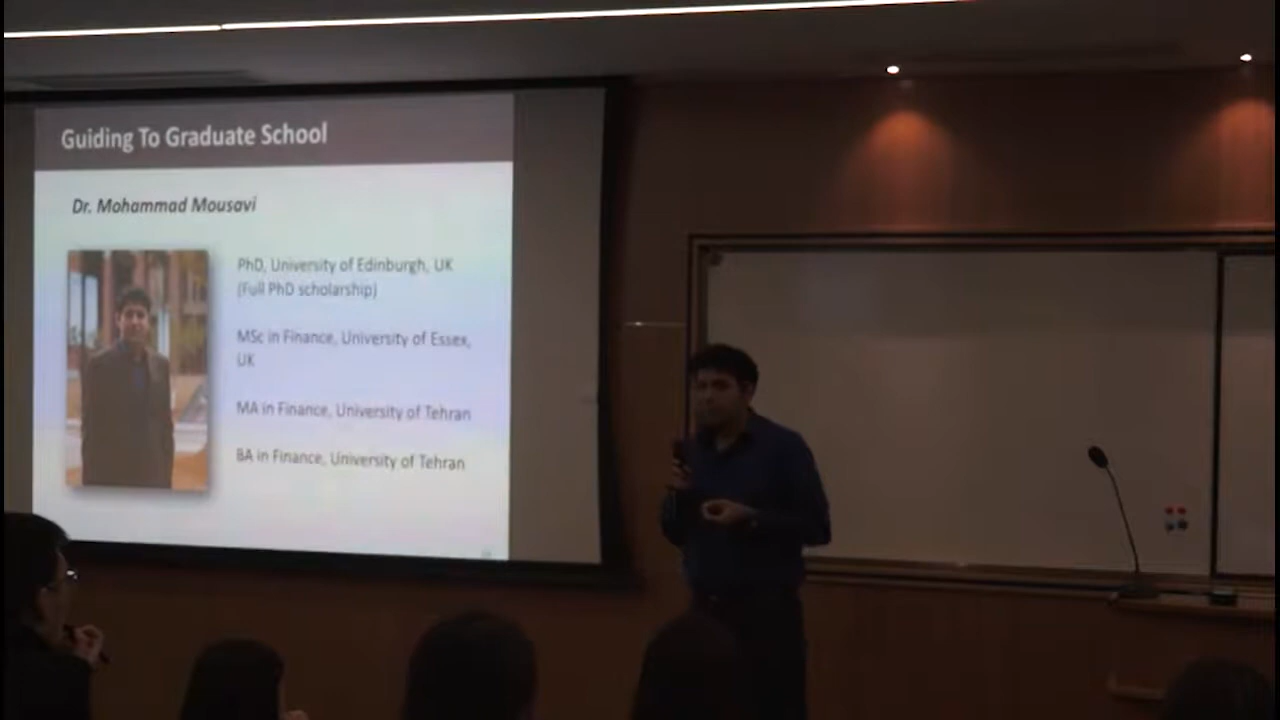 Guiding To Graduate School
Dr. Mohammad Mousavi
PhD, University of Edinburgh, UK
(Full PhD scholarship)
MSc in Finance, University of Essex,
UK
MA in Finance, University of Tehran
BA in Finance, University of Tehran